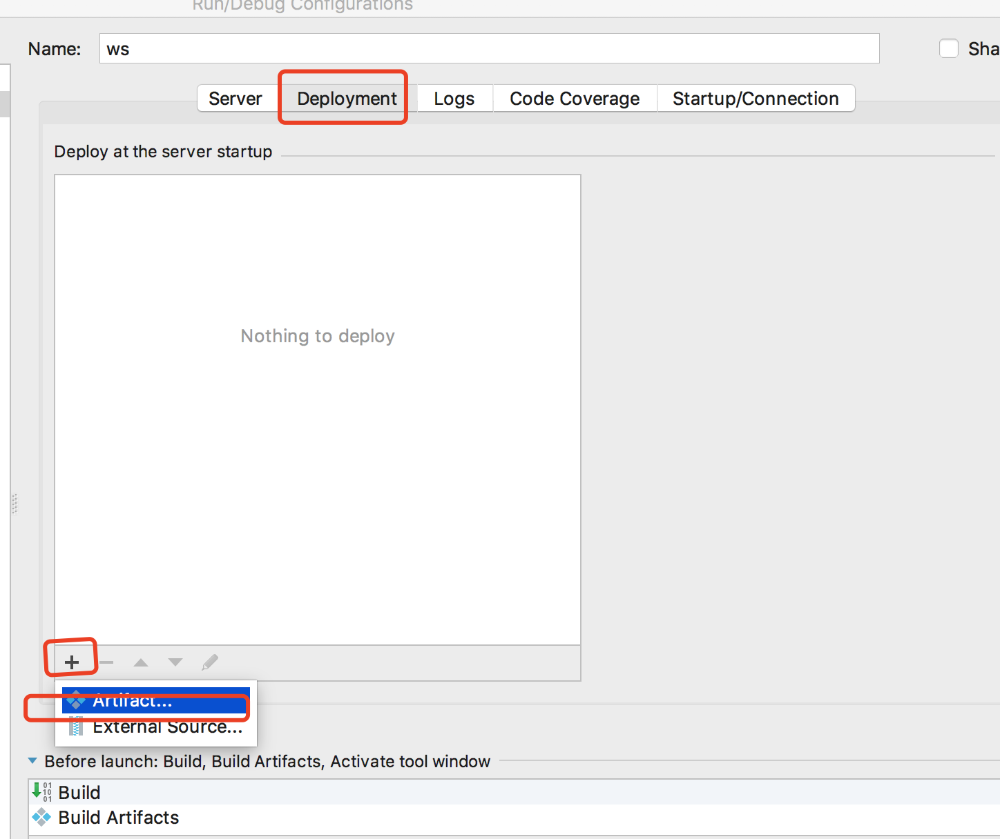 Run/Debug Configurations
Name: ws Sha
Server Deployment Logs Code Coverage Startup/Connection
Deploy at the server startup
Nothing to deploy
Artifact...
External Source...
Before launch: Build, Build Artifacts, Activate tool window
Build
Build Artifacts